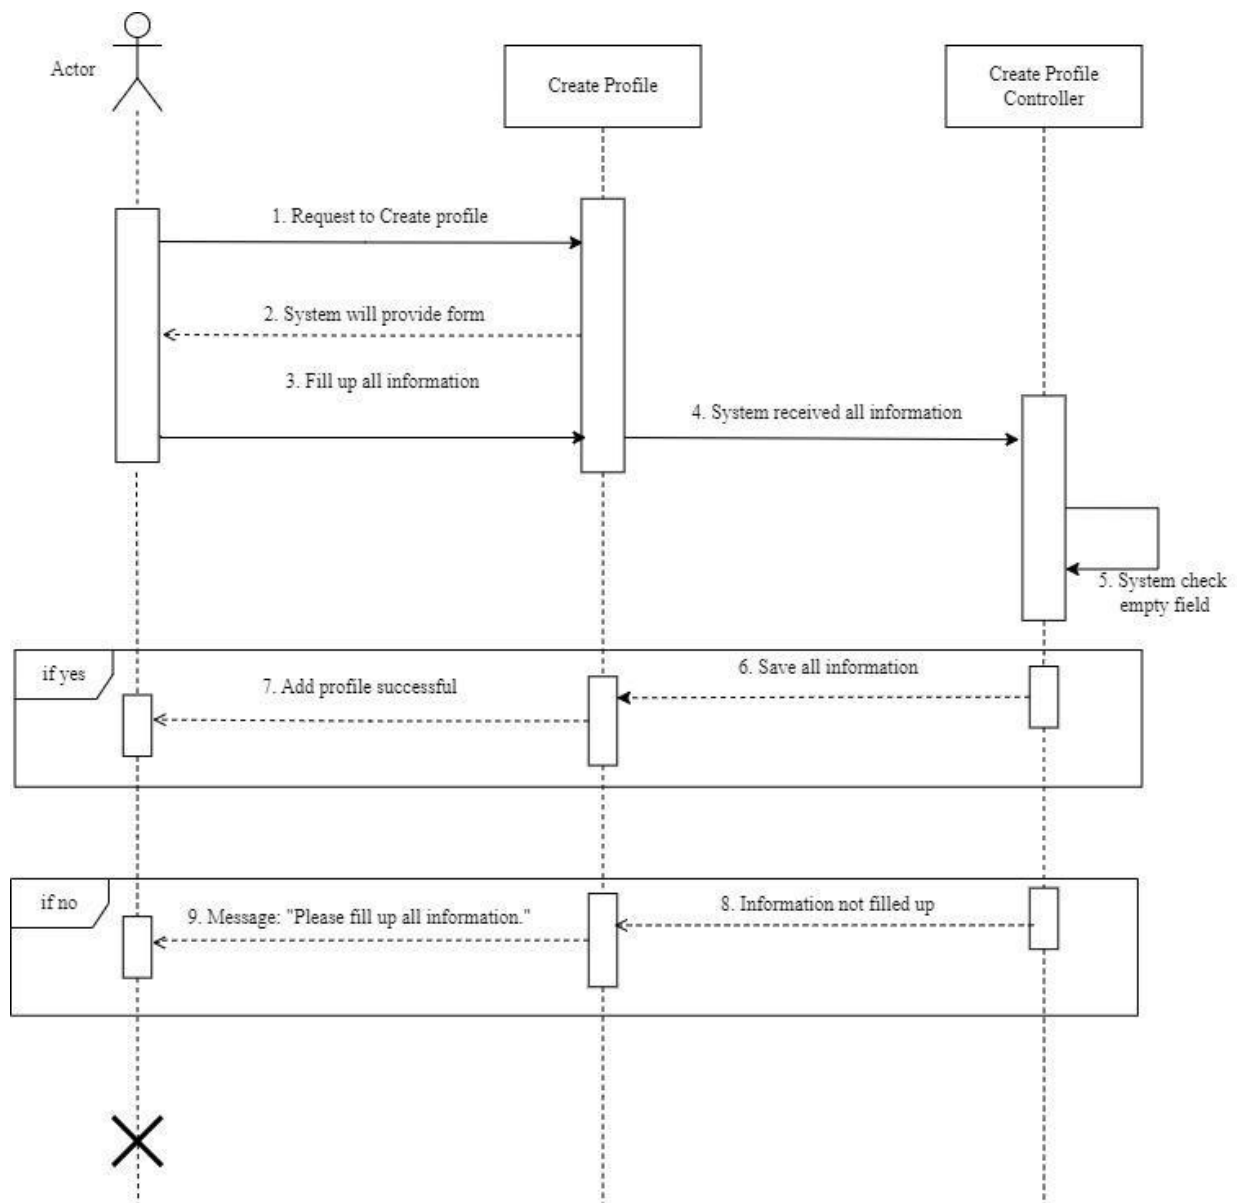 Actor
Create Profile
Create Profile
Controller
1. Request to Create profile
2. System will provide form
3. Fill up all information
4. System received all information
5. System check
empty field
if yes
6. Save all information
7. Add profile successful
if no
8. Information not filled up
9. Message: "Please fill up all information."